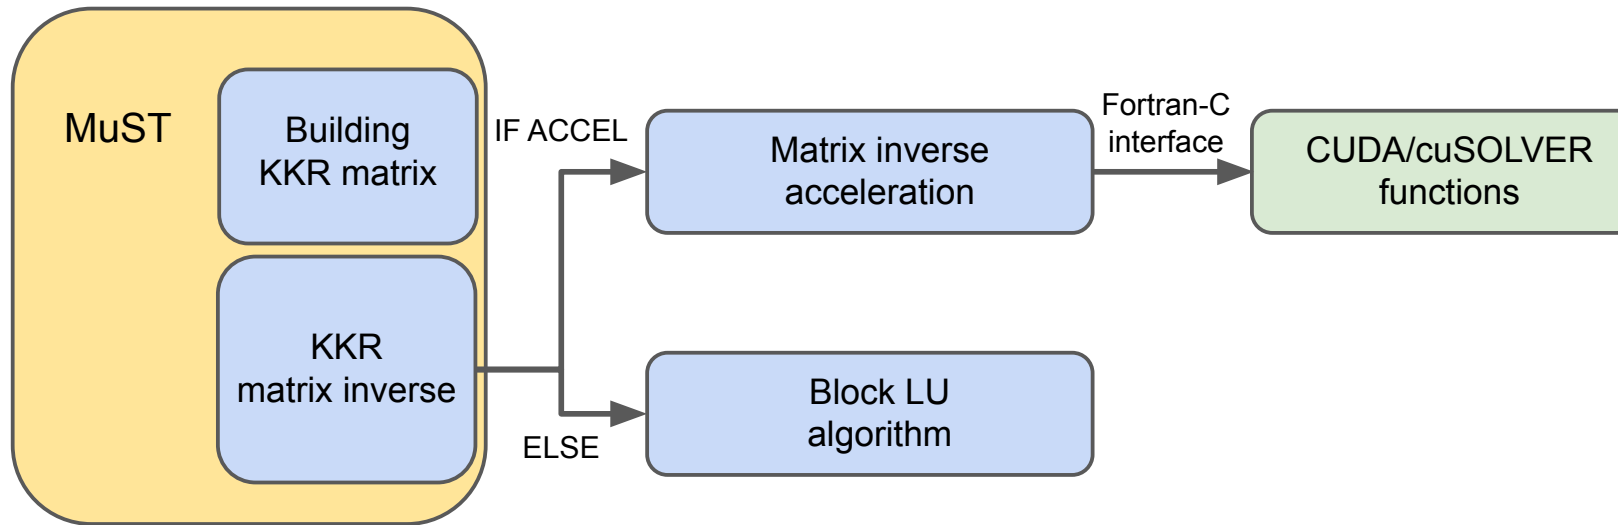 MuST
Building
KKR matrix
KKR
matrix inverse
IF ACCEL
ELSE
Matrix inverse
acceleration
Block LU
algorithm
Fortran-C
interface
CUDA/cuSOLVER
functions